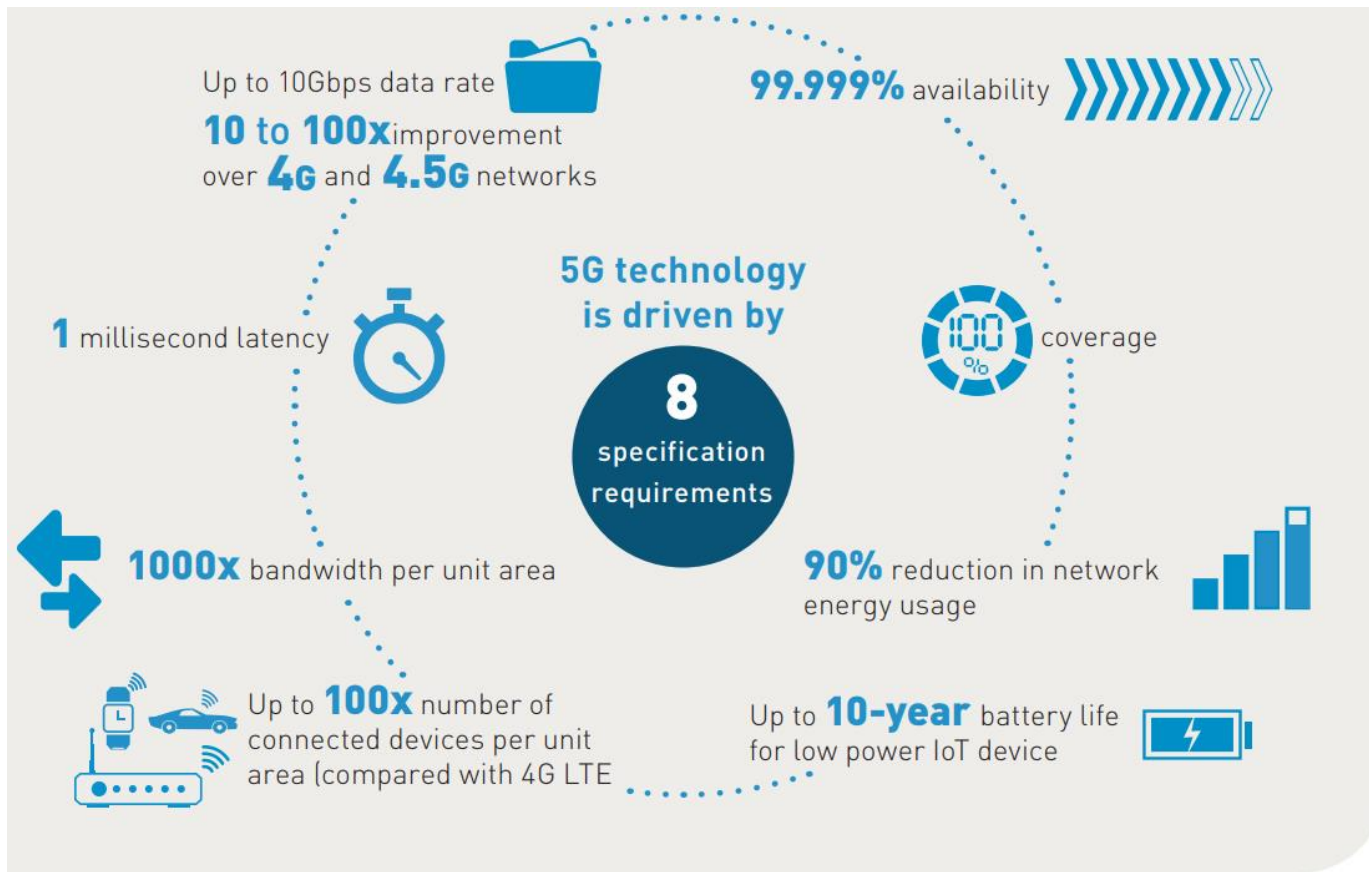 Up to 10Gbps data rate
10 to 100x improvement
over 4G and 4.5G networks
99.999% availability
5G technology
is driven by
8
specification
requirements
1 millisecond latency
100
%
coverage
1000x bandwidth per unit area
90% reduction in network
energy usage
Up to 100x number of
connected devices per unit
area (compared with 4G LTE
Up to 10-year battery life
for low power IoT device